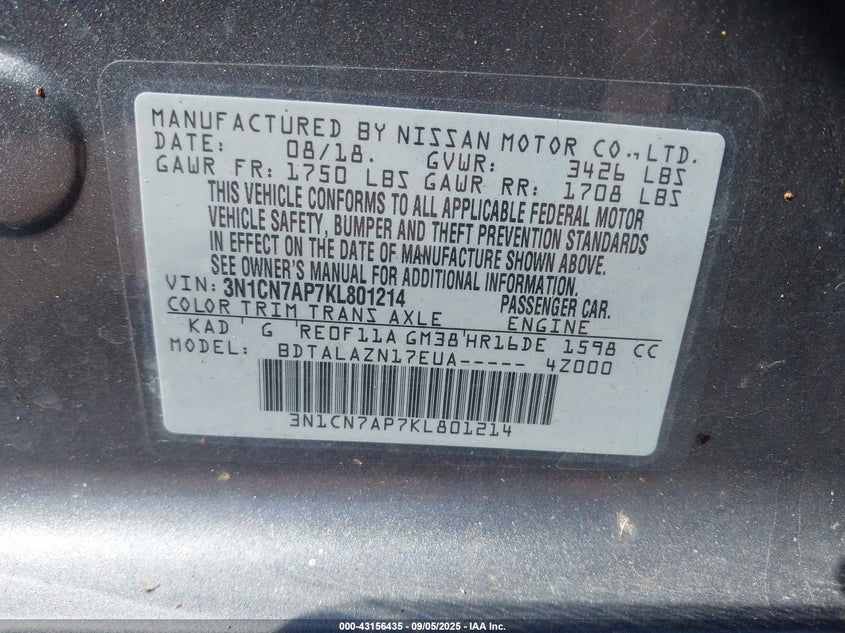 MANUFACTURED BY NISSAN MOTOR CO., LTD.
DATE: 08/18. GVWR: 3426 LBS
GAWR FR: 1750 LBS GAWR RR: 1708 LBS
THIS VEHICLE CONFORMS TO ALL APPLICABLE FEDERAL MOTOR
VEHICLE SAFETY, BUMPER AND THEFT PREVENTION STANDARDS
IN EFFECT ON THE DATE OF MANUFACTURE SHOWN ABOVE.
SEE OWNER'S MANUAL FOR ADDITIONAL INFORMATION.
VIN: 3N1CN7AP7KL801214 PASSENGER CAR.
COLOR TRIM TRANS AXLE ENGINE
KAD G RE0F11A GM38 HR16DE 1598 CC
MODEL: BDTALAZN17EUA----- 4Z000
3N1CN7AP7KL801214
000-43156435 - 09/05/2025 - IAA Inc.